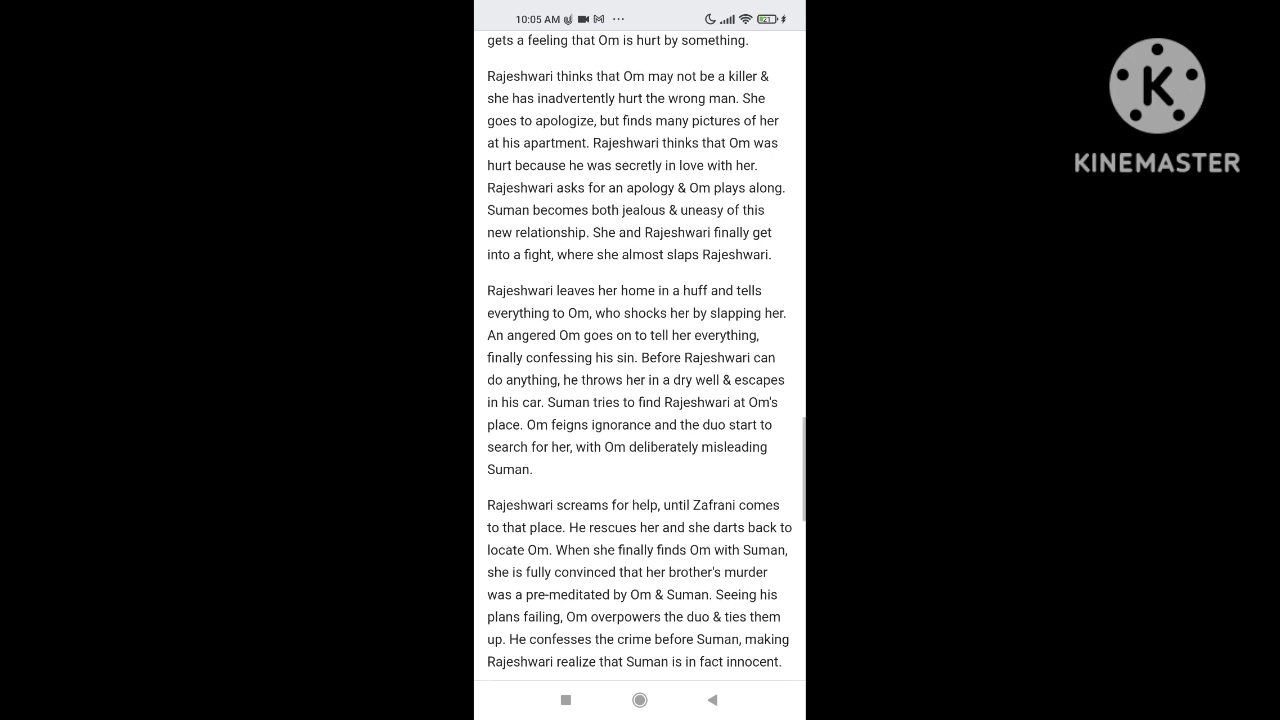 10:05 AM
21
gets a feeling that Om is hurt by something.
Rajeshwari thinks that Om may not be a killer &
she has inadvertently hurt the wrong man. She
goes to apologize, but finds many pictures of her
at his apartment. Rajeshwari thinks that Om was
hurt because he was secretly in love with her.
Rajeshwari asks for an apology & Om plays along.
Suman becomes both jealous & uneasy of this
new relationship. She and Rajeshwari finally get
into a fight, where she almost slaps Rajeshwari.
Rajeshwari leaves her home in a huff and tells
everything to Om, who shocks her by slapping her.
An angered Om goes on to tell her everything,
finally confessing his sin. Before Rajeshwari can
do anything, he throws her in a dry well & escapes
in his car. Suman tries to find Rajeshwari at Om's
place. Om feigns ignorance and the duo start to
search for her, with Om deliberately misleading
Suman.
Rajeshwari screams for help, until Zafrani comes
to that place. He rescues her and she darts back to
locate Om. When she finally finds Om with Suman,
she is fully convinced that her brother's murder
was a pre-meditated by Om & Suman. Seeing his
plans failing, Om overpowers the duo & ties them
up. He confesses the crime before Suman, making
Rajeshwari realize that Suman is in fact innocent.
K
KINEMASTER